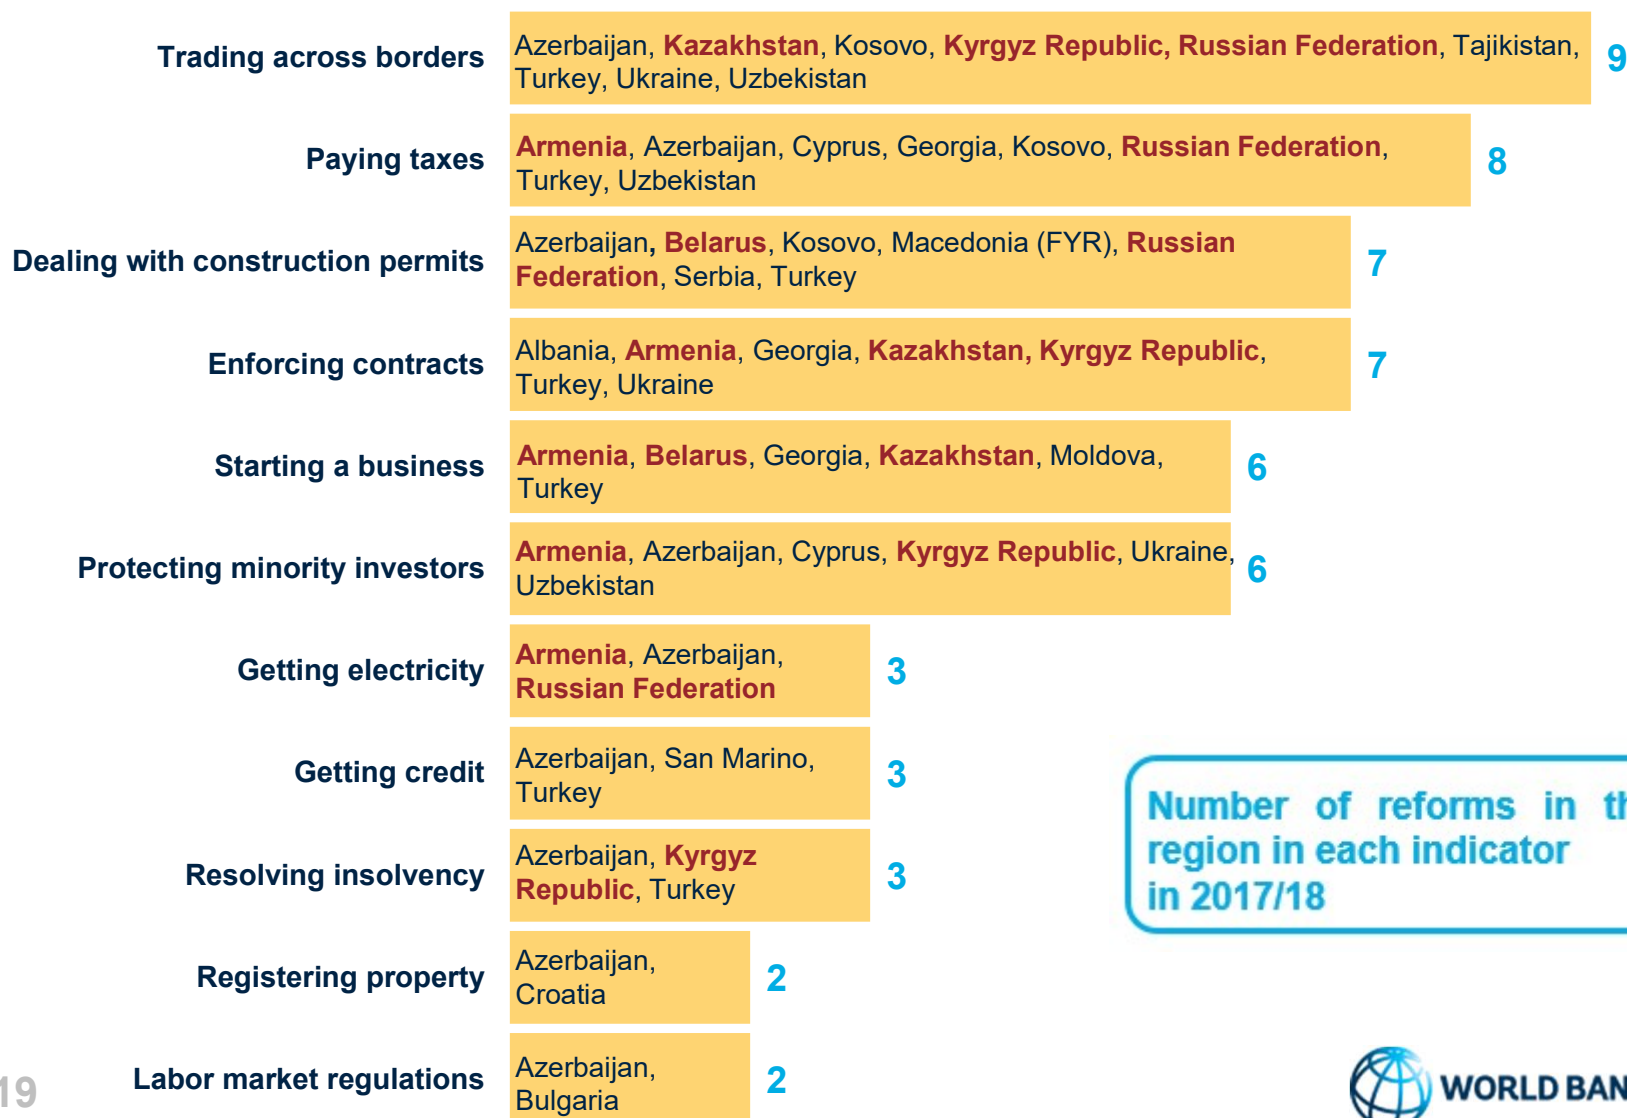 Trading across borders
Azerbaijan, Kazakhstan, Kosovo, Kyrgyz Republic, Russian Federation, Tajikistan,
Turkey, Ukraine, Uzbekistan
9
Paying taxes
Armenia, Azerbaijan, Cyprus, Georgia, Kosovo, Russian Federation,
Turkey, Uzbekistan
8
Dealing with construction permits
Azerbaijan, Belarus, Kosovo, Macedonia (FYR), Russian
Federation, Serbia, Turkey
7
Enforcing contracts
Albania, Armenia, Georgia, Kazakhstan, Kyrgyz Republic,
Turkey, Ukraine
7
Starting a business
Armenia, Belarus, Georgia, Kazakhstan, Moldova,
Turkey
6
Protecting minority investors
Armenia, Azerbaijan, Cyprus, Kyrgyz Republic, Ukraine,
Uzbekistan
6
Getting electricity
Armenia, Azerbaijan,
Russian Federation
3
Getting credit
Azerbaijan, San Marino,
Turkey
3
Resolving insolvency
Azerbaijan, Kyrgyz
Republic, Turkey
3
Registering property
Azerbaijan,
Croatia
2
Labor market regulations
Azerbaijan,
Bulgaria
2
Number of reforms in
region in each indicator
in 2017/18
19
WORLD